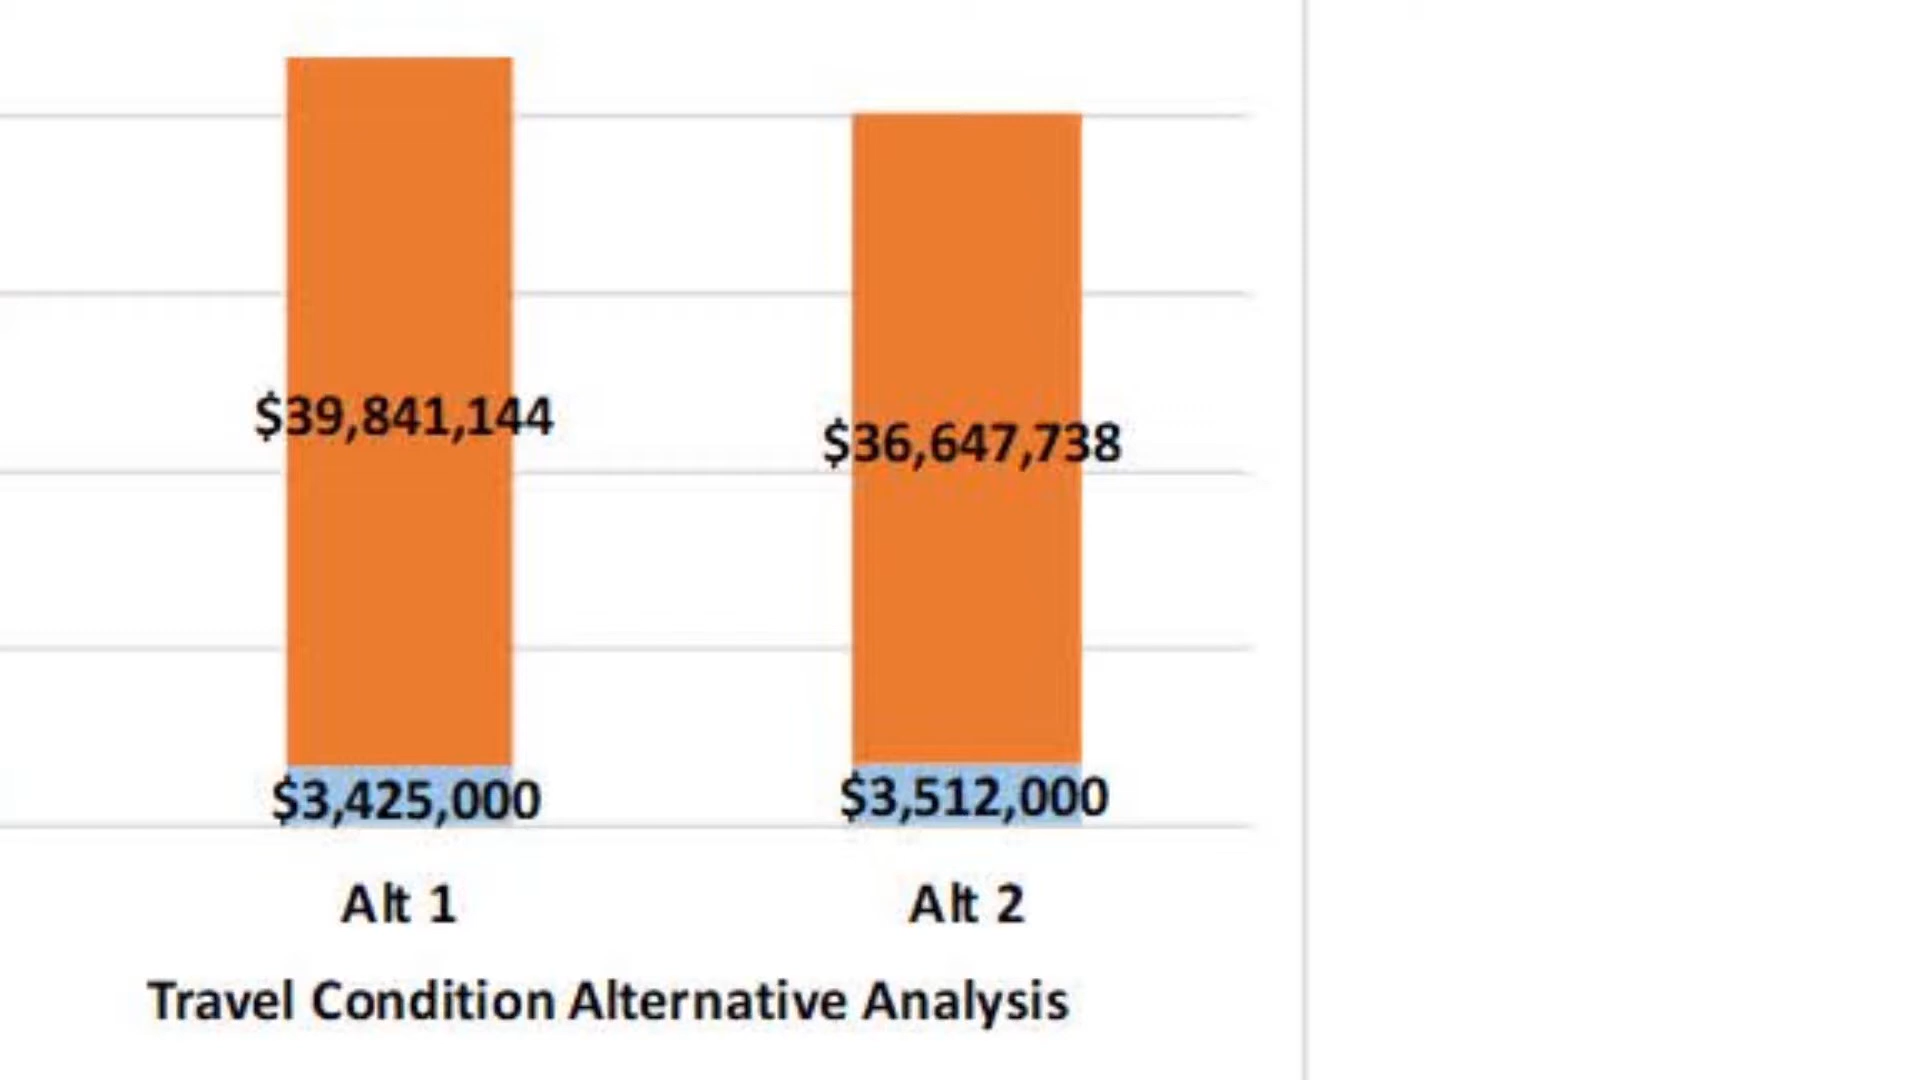 $39,841,144
$36,647,738
$3,425,000
$3,512,000
Alt 1
Alt 2
Travel Condition Alternative Analysis